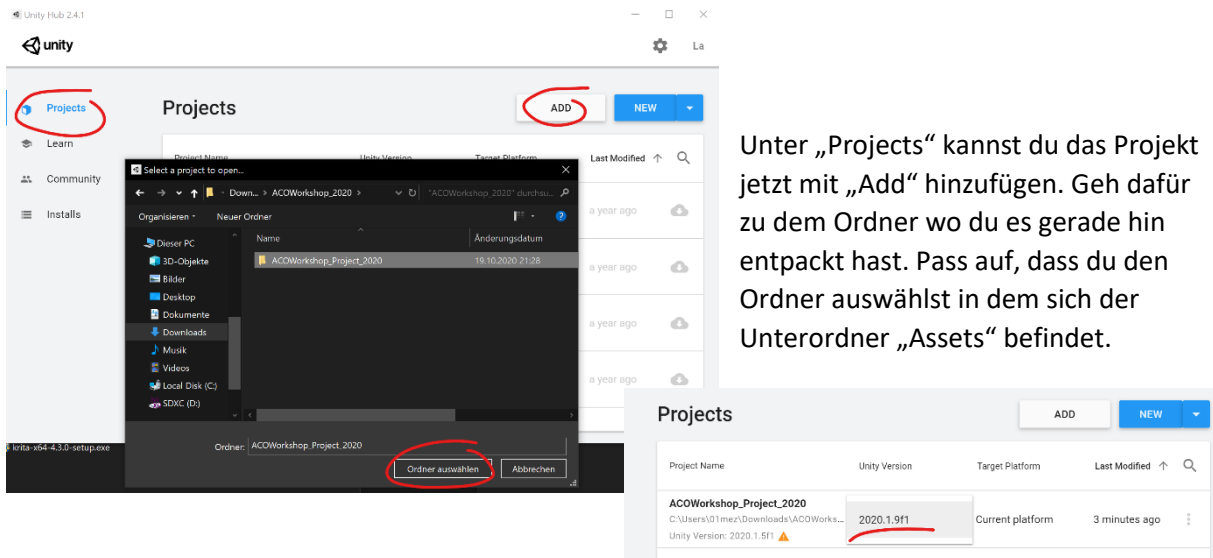 Unity Hub 2.4.1
unity
La
Projects
Learn
Community
Installs
Projects
ADD
NEW
Project Name Unity Version Target Platform Last Modified
a year ago
a year ago
a year ago
a year ago
Select a project to open...
Down... > ACOWorkshop_2020 >
"ACOWorkshop_2020" durchsu...
Organisieren
Neuer Ordner
Name
Änderungsdatum
Dieser PC
3D-Objekte
Bilder
Desktop
Dokumente
Downloads
Musik
Videos
Local Disk (C:)
SDXC (D:)
ACOWorkshop_Project_2020 19.10.2020 21:28
Ordner: ACOWorkshop_Project_2020
Ordner auswählen
Abbrechen
krita-x64-4.3.0-setup.exe
Unter „Projects“ kannst du das Projekt
jetzt mit „Add“ hinzufügen. Geh dafür
zu dem Ordner wo du es gerade hin
entpackt hast. Pass auf, dass du den
Ordner auswählst in dem sich der
Unterordner „Assets“ befindet.
Projects
ADD
NEW
Project Name Unity Version Target Platform Last Modified
ACOWorkshop_Project_2020
C:\Users\01mez\Downloads\ACOWorks...
Unity Version: 2020.1.5f1
2020.1.9f1
Current platform
3 minutes ago